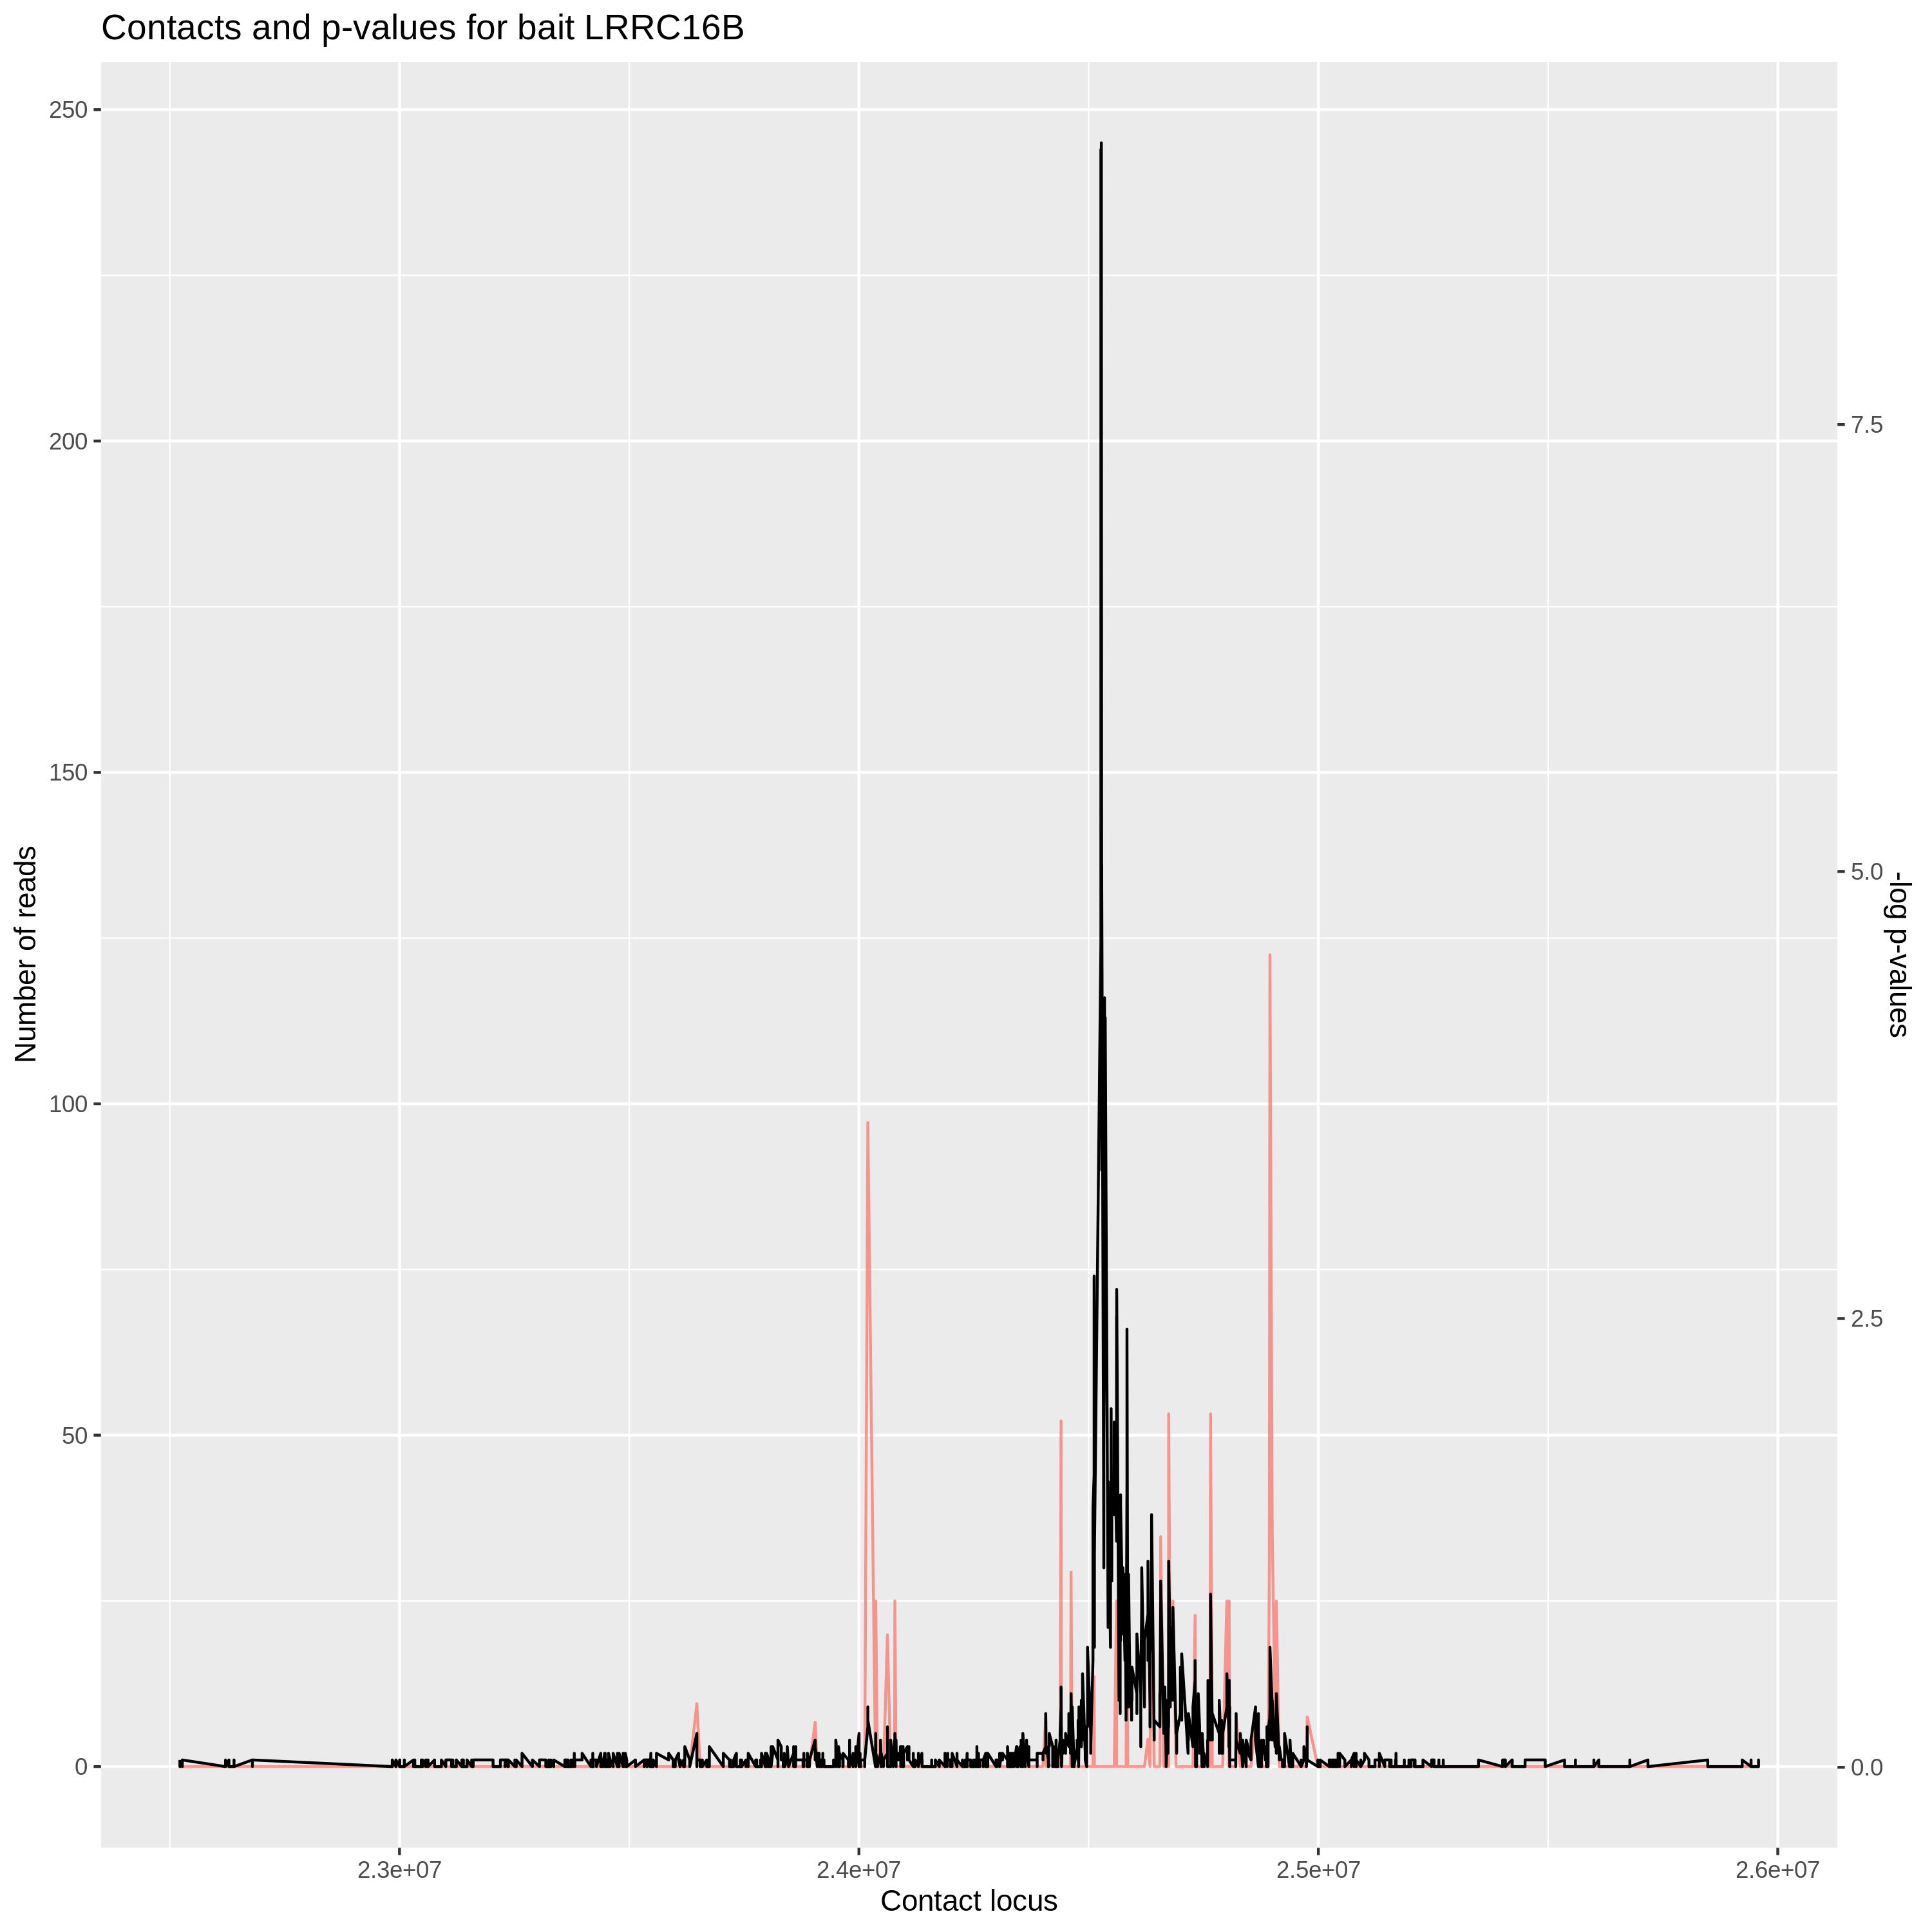 Contacts and p-values for bait LRRC16B
250
200
150
100
50
0
Number of reads
7.5
5.0
2.5
0.0
-log p-values
2.3e+07
2.4e+07
2.5e+07
2.6e+07
Contact locus